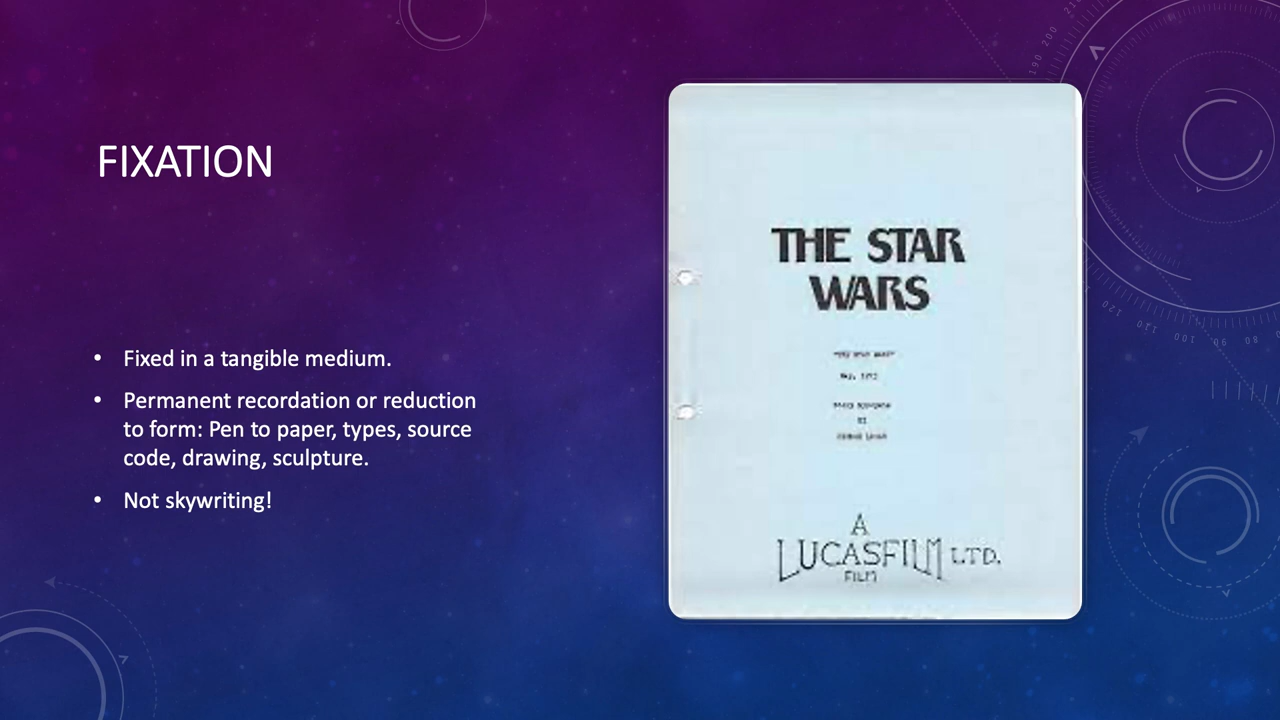 FIXATION
• Fixed in a tangible medium.
• Permanent recordation or reduction
to form: Pen to paper, types, source
code, drawing, sculpture.
• Not skywriting!
THE STAR
WARS
A
LUCASFILM LTD.
FILM